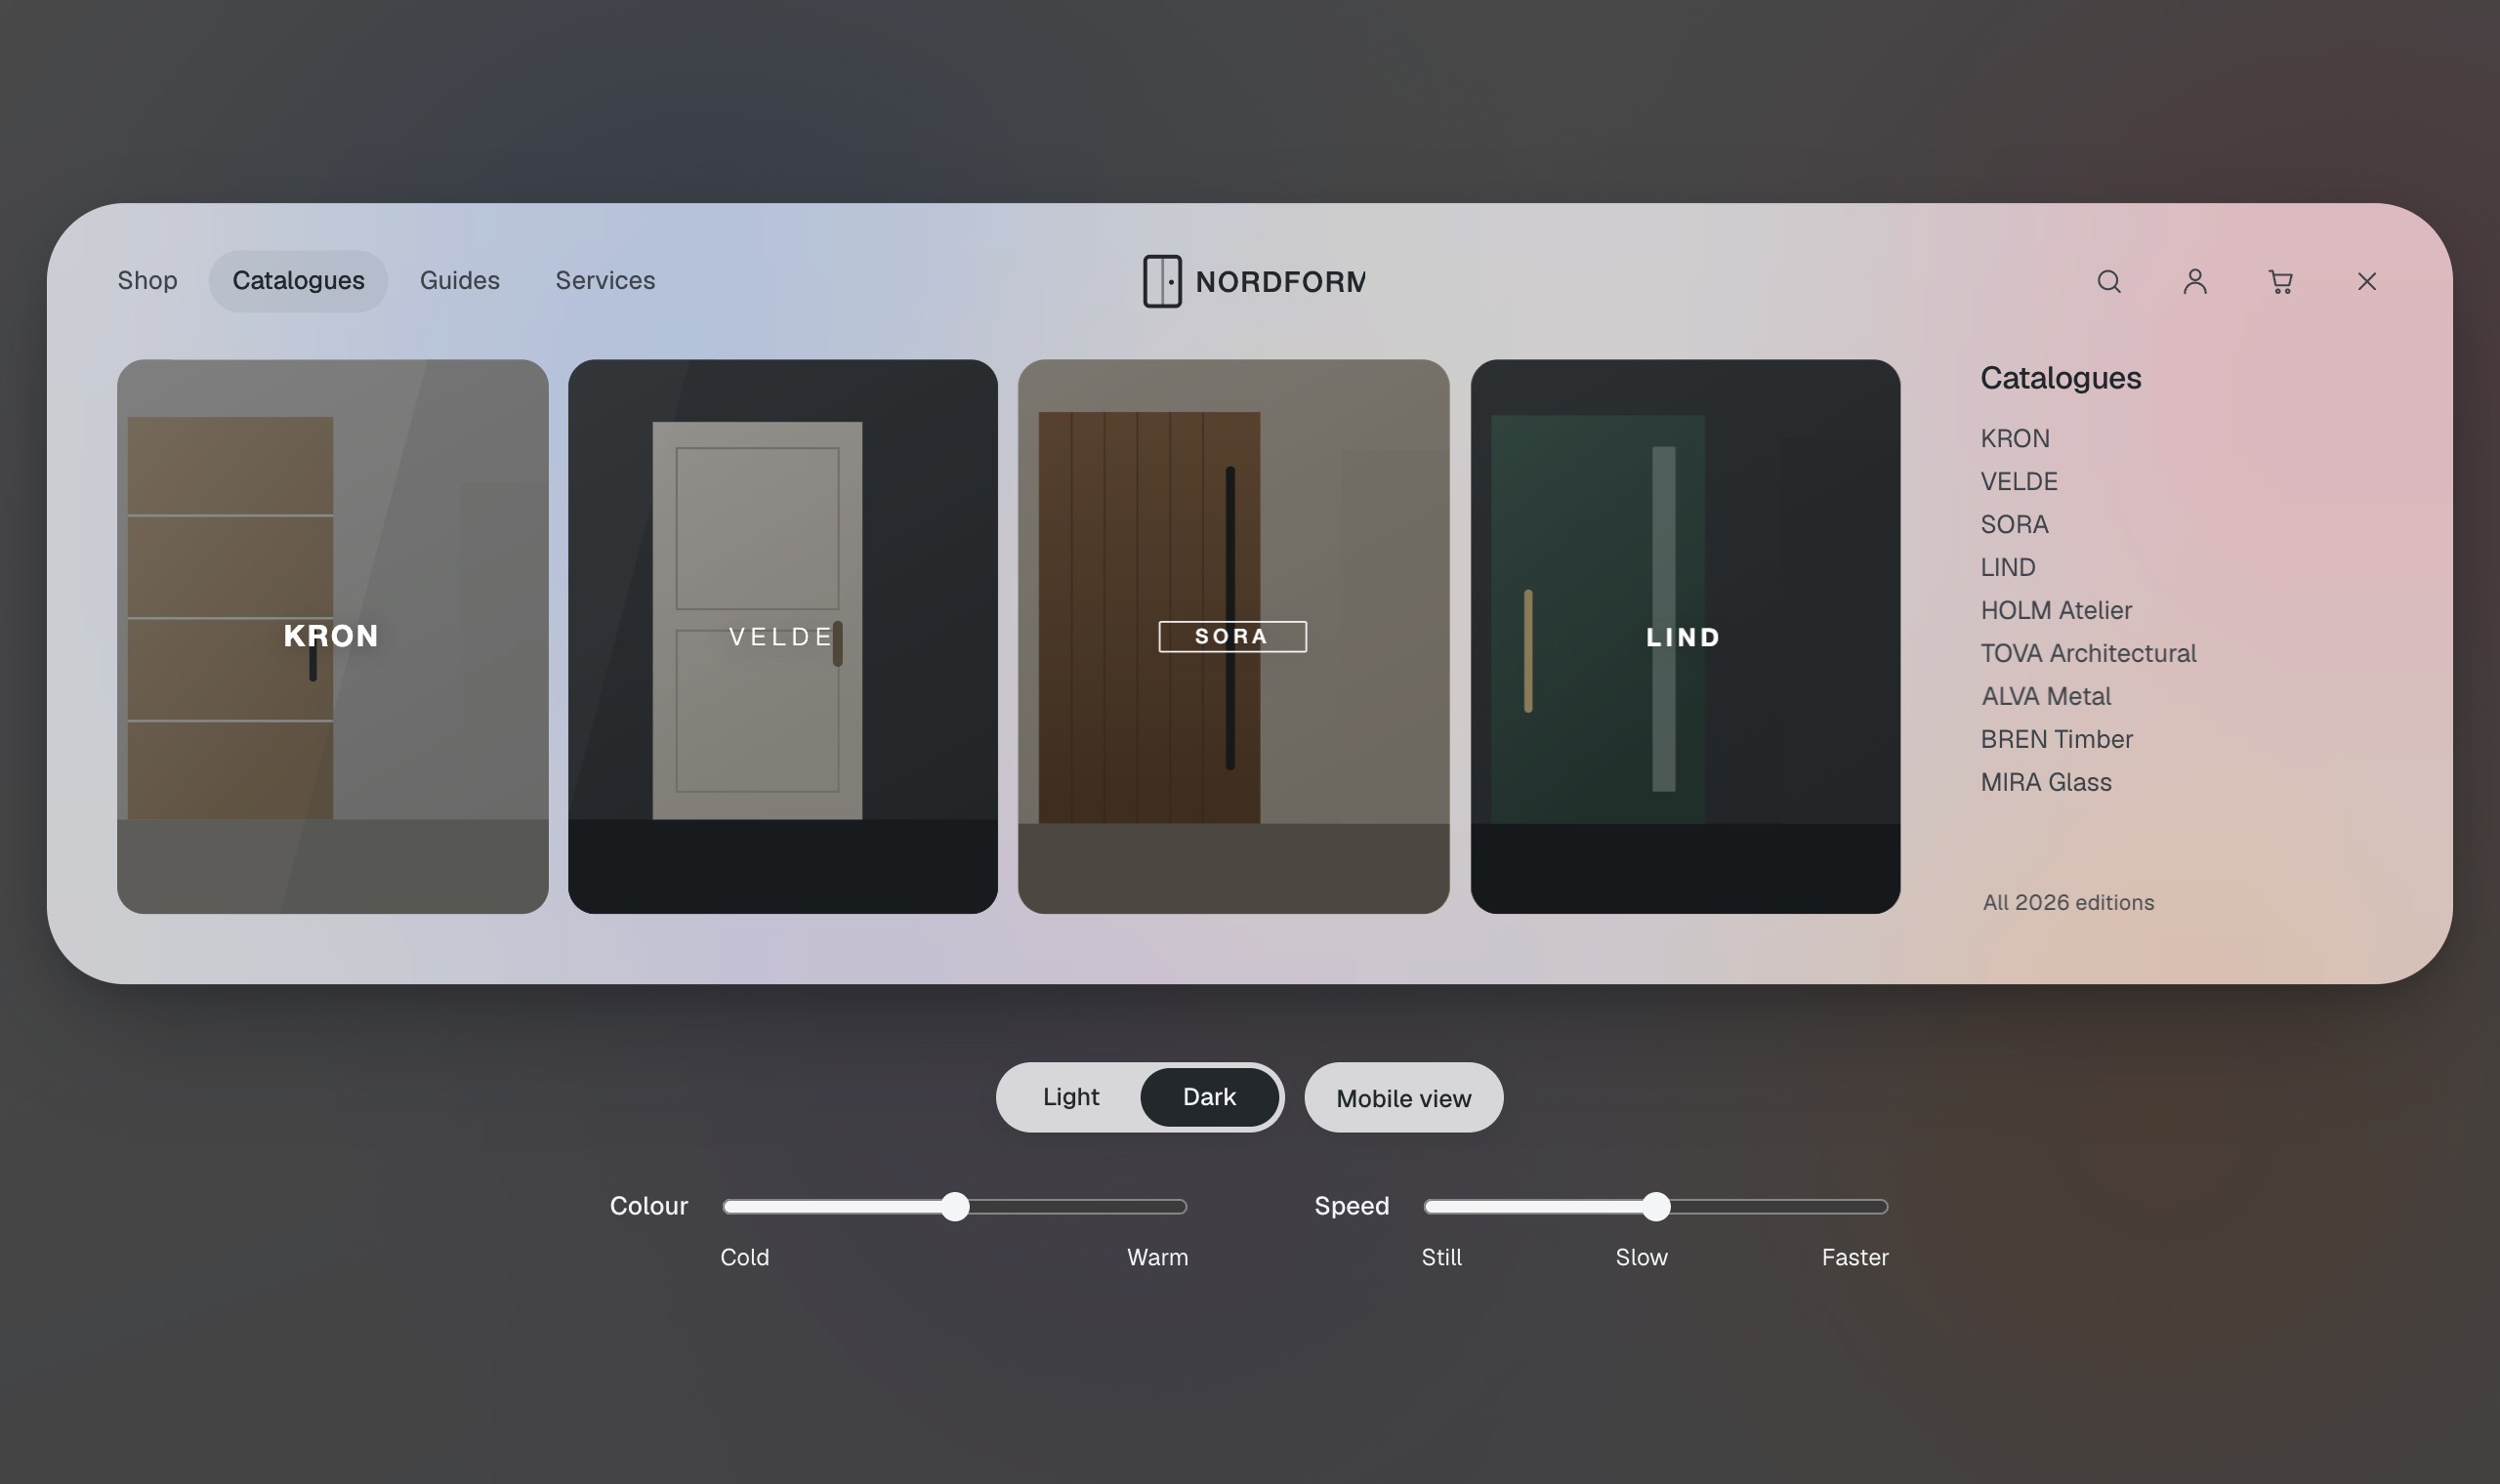 Shop Catalogues Guides Services NORDFORM
Catalogues
KRON
VELDE
SORA
LIND
HOLM Atelier
TOVA Architectural
ALVA Metal
BREN Timber
MIRA Glass
All 2026 editions
KRON VELDE SORA LIND
Light Dark Mobile view
Colour Speed
Cold Warm Still Slow Faster